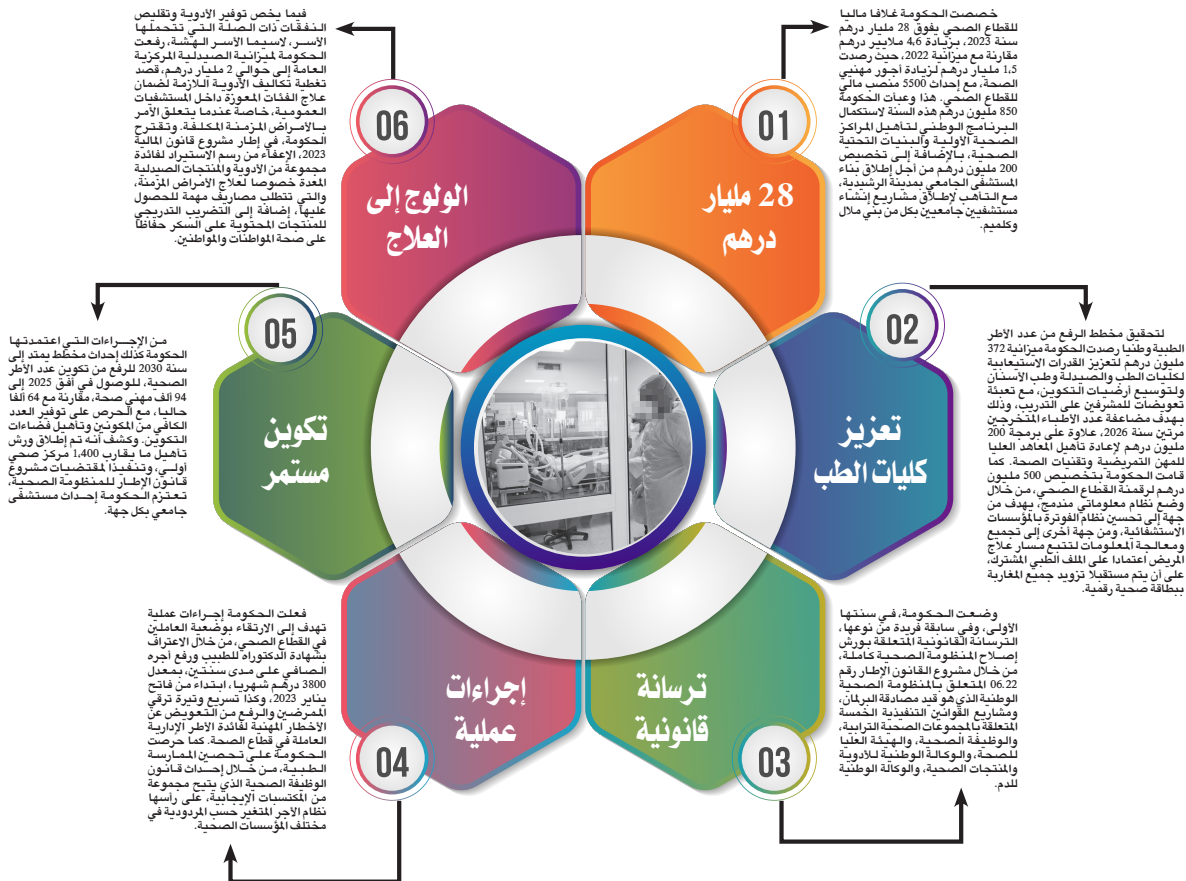 01
28 مليار
درهم
خصصت الحكومة غلافا ماليا
للقطاع الصحي يفوق 28 مليار درهم
سنة 2023، بزيادة 4,6 ملايير درهم
مقارنة مع ميزانية 2022، حيث رصدت
1,5 مليار درهم لزيادة أجور مهنيي
الصحة، مع إحداث 5500 منصب مالي
للقطاع الصحي. هذا وعبأت الحكومة
850 مليون درهم هذه السنة لاستكمال
البرنامج الوطني لتأهيل المراكز
الصحية الأولية والبنيات التحتية
الصحية، بالإضافة إلى تخصيص
200 مليون درهم من أجل إطلاق بناء
المستشفى الجامعي بمدينة الرشيدية،
مع التأهب لإطلاق مشاريع إنشاء
مستشفيين جامعيين بكل من بني ملال
وكلميم.
02
تعزيز
كليات الطب
لتحقيق مخطط الرفع من عدد الأطر
الطبية وطنيا رصدت الحكومة ميزانية 372
مليون درهم لتعزيز القدرات الاستيعابية
لكليات الطب والصيدلة وطب الأسنان
ولتوسيع أرضيات التكوين، مع تعبئة
تعويضات للمشرفين على التدريب، وذلك
بهدف مضاعفة عدد الأطباء المتخرجين
مرتين سنة 2026، علاوة على برمجة 200
مليون درهم لإعادة تأهيل المعاهد العليا
للمهن التمريضية وتقنيات الصحة. كما
قامت الحكومة بتخصيص 500 مليون
درهم لرقمنة القطاع الصحي، من خلال
وضع نظام معلوماتي مندمج، يهدف من
جهة إلى تحسين نظام الفوترة بالمؤسسات
الاستشفائية، ومن جهة أخرى إلى تجميع
ومعالجة المعلومات لتتبع مسار علاج
المريض اعتمادا على الملف الطبي المشترك،
على أن يتم مستقبلا تزويد جميع المغاربة
ببطاقة صحية رقمية.
03
ترسانة
قانونية
وضعت الحكومة، في سنتها
الأولى، وفي سابقة فريدة من نوعها،
الترسانة القانونية المتعلقة بورش
إصلاح المنظومة الصحية كاملة،
من خلال مشروع القانون الإطار رقم
06.22 المتعلق بالمنظومة الصحية
الوطنية الذي هو قيد مصادقة البرلمان،
ومشاريع القوانين التنفيذية الخمسة
المتعلقة بالمجموعات الصحية الترابية،
والوظيفة الصحية، والهيئة العليا
للصحة، والوكالة الوطنية للأدوية
والمنتجات الصحية، والوكالة الوطنية
للدم.
04
إجراءات
عملية
فعلت الحكومة إجراءات عملية
تهدف إلى الارتقاء بوضعية العاملين
في القطاع الصحي، من خلال الاعتراف
بشهادة الدكتوراه للطبيب ورفع أجره
الصافي على مدى سنتين، بمعدل
3800 درهم شهريا، ابتداء من فاتح
يناير 2023، وكذا تسريع وتيرة ترقي
الممرضين والرفع من التعويض عن
الأخطار المهنية لفائدة الأطر الإدارية
العاملة في قطاع الصحة. كما حرصت
الحكومة على تحصين الممارسة
الطبية، من خلال إحداث قانون
الوظيفة الصحية الذي يتيح مجموعة
من المكتسبات الإيجابية، على رأسها
نظام الأجر المتغير حسب المردودية في
مختلف المؤسسات الصحية.
05
تكوين
مستمر
من الإجراءات التي اعتمدتها
الحكومة كذلك إحداث مخطط يمتد إلى
سنة 2030 للرفع من تكوين عدد الأطر
الصحية، للوصول في أفق 2025 إلى
94 ألف مهني صحة، مقارنة مع 64 ألفا
حاليا، مع الحرص على توفير العدد
الكافي من المكونين وتأهيل فضاءات
التكوين. وكشف أنه تم إطلاق ورش
تأهيل ما يقارب 1,400 مركز صحي
أولي، وتنفيذا لمقتضيات مشروع
قانون الإطار للمنظومة الصحية،
تعتزم الحكومة إحداث مستشفى
جامعي بكل جهة.
06
الولوج إلى
العلاج
فيما يخص توفير الأدوية وتقليص
النفقات ذات الصلة التي تتحملها
الأسر، لاسيما الأسر الهشة، رفعت
الحكومة لميزانية الصيدلية المركزية
العامة إلى حوالي 2 مليار درهم، قصد
تغطية تكاليف الأدوية اللازمة لضمان
علاج الفئات المعوزة داخل المستشفيات
العمومية، خاصة عندما يتعلق الأمر
بالأمراض المزمنة المكلفة. وتقترح
الحكومة، في إطار مشروع قانون المالية
2023، الإعفاء من رسم الاستيراد لفائدة
مجموعة من الأدوية والمنتجات الصيدلية
المعدة خصوصا لعلاج الأمراض المزمنة،
والتي تتطلب مصاريف مهمة للحصول
عليها، إضافة إلى التضريب التدريجي
للمنتجات المحتوية على السكر حفاظا
على صحة المواطنات والمواطنين.